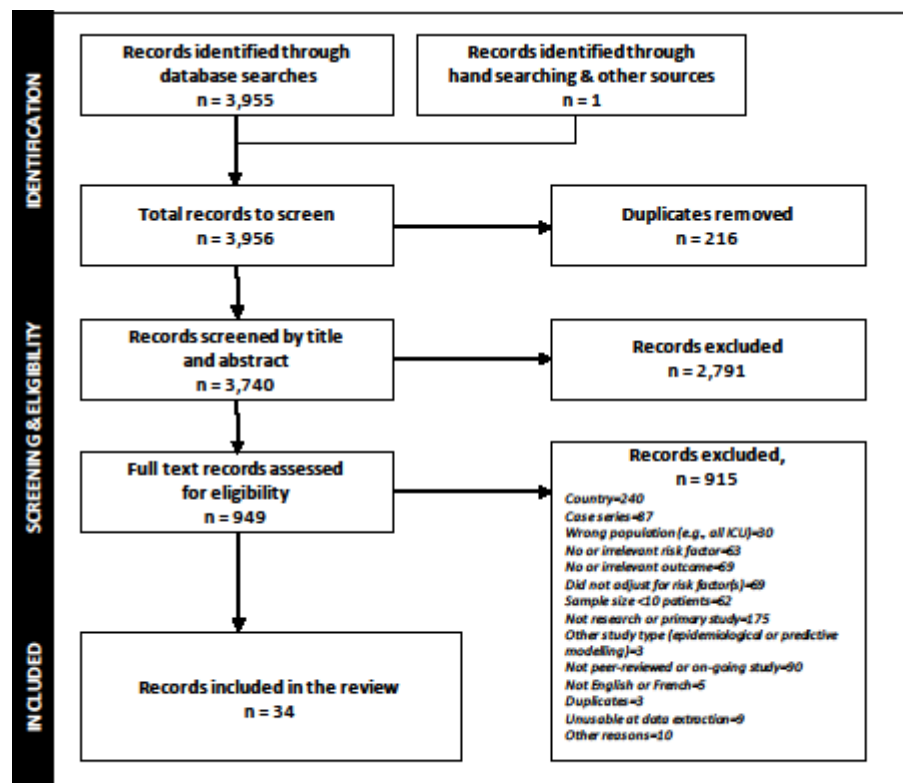 IDENTIFICATION
Records identified through
database searches
n = 3,955
Records identified through
hand searching & other sources
n = 1
Total records to screen
n = 3,956
Duplicates removed
n = 216
SCREENING & ELIGIBILITY
Records screened by title
and abstract
n = 3,740
Records excluded
n = 2,791
Full text records assessed
for eligibility
n = 949
Records excluded,
n = 915
Country=240
Case series=87
Wrong population (e.g., all ICU)=30
No or irrelevant risk factor=63
No or irrelevant outcome=69
Did not adjust for risk factor(s)=69
Sample size <10 patients=62
Not research or primary study=175
Other study type (epidemiological or predictive
modelling)=3
Not peer-reviewed or on-going study=90
Not English or French=5
Duplicates=3
Unusable at data extraction=9
Other reasons=10
INCLUDED
Records included in the review
n = 34